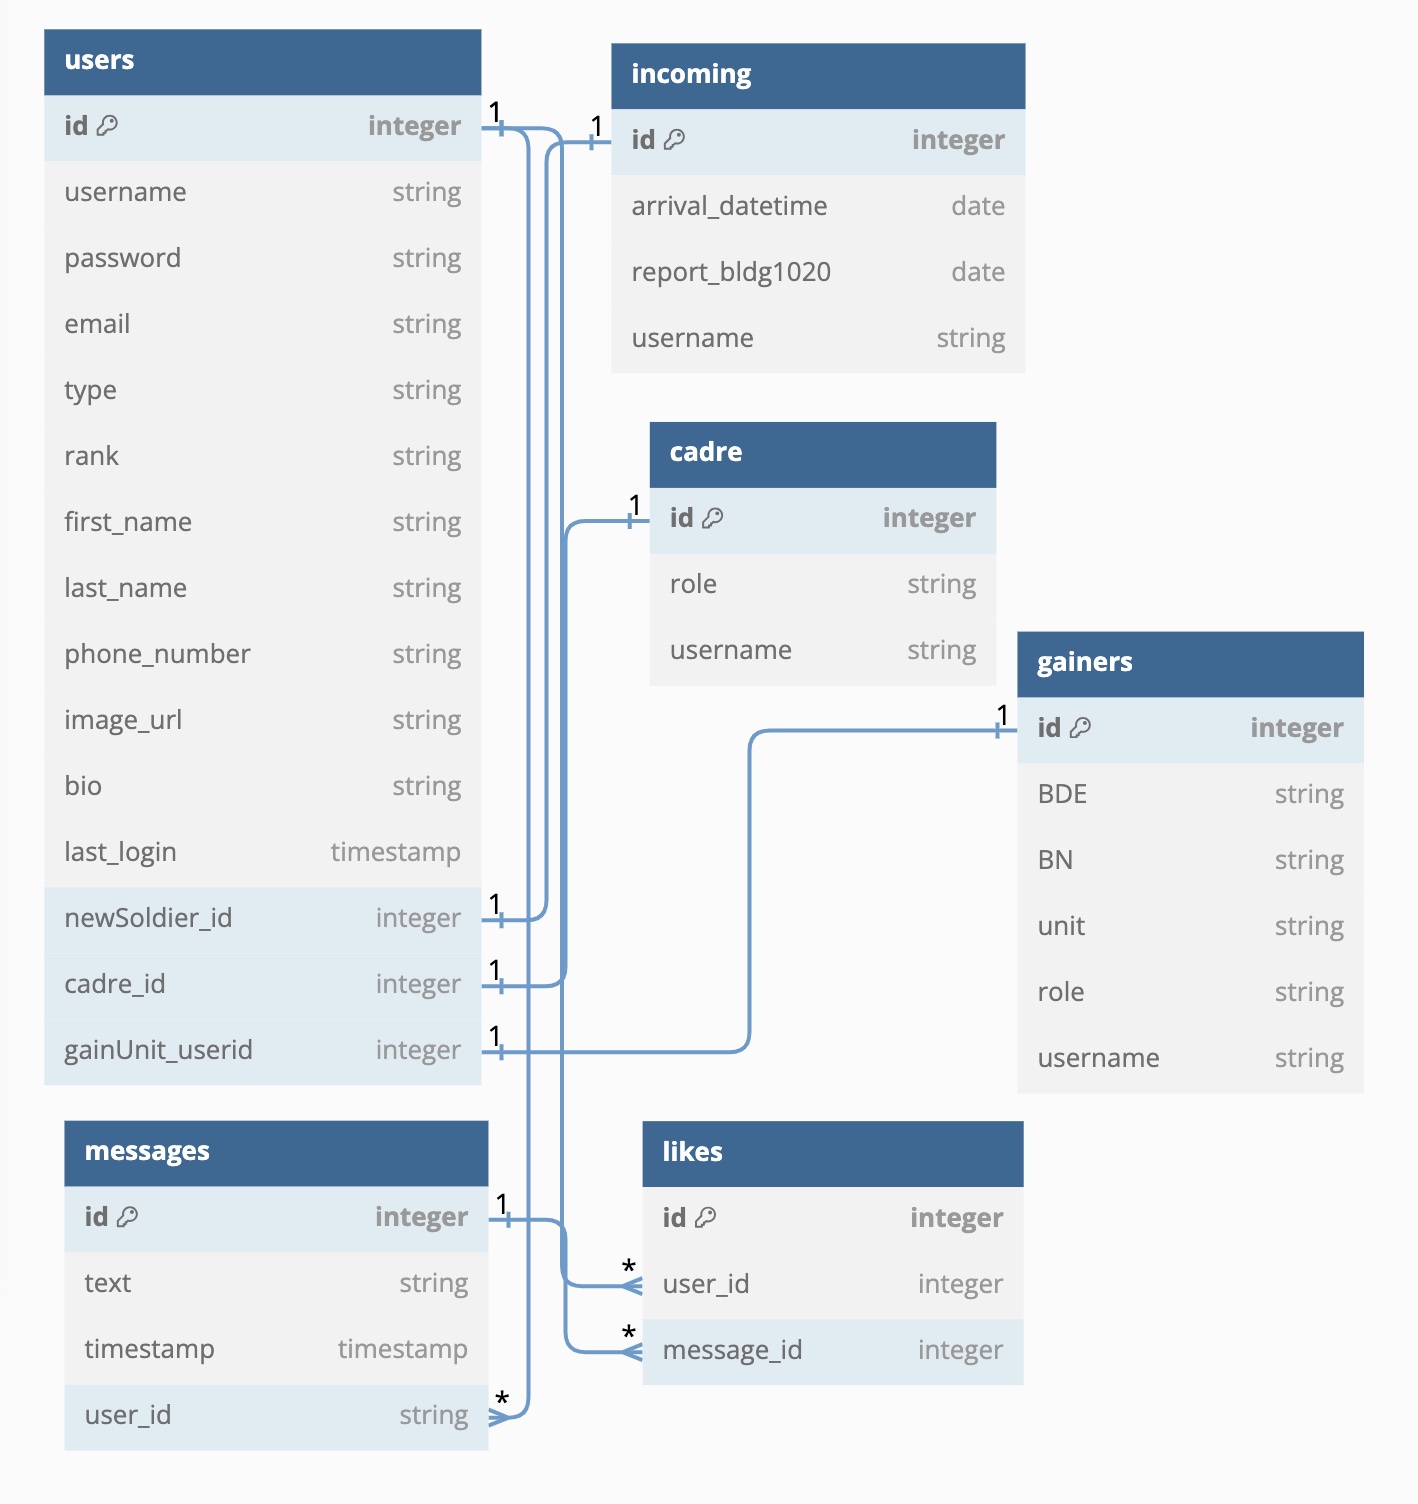 users
id integer
username string
password string
email string
type string
rank string
first_name string
last_name string
phone_number string
image_url string
bio string
last_login timestamp
newSoldier_id integer
cadre_id integer
gainUnit_userid integer
1
1
1
1
incoming
1
id integer
arrival_datetime date
report_bldg1020 date
username string
cadre
1
id integer
role string
username string
gainers
1
id integer
BDE string
BN string
unit string
role string
username string
messages
id integer
text string
timestamp timestamp
user_id string
1
*
likes
id integer
* user_id integer
* message_id integer